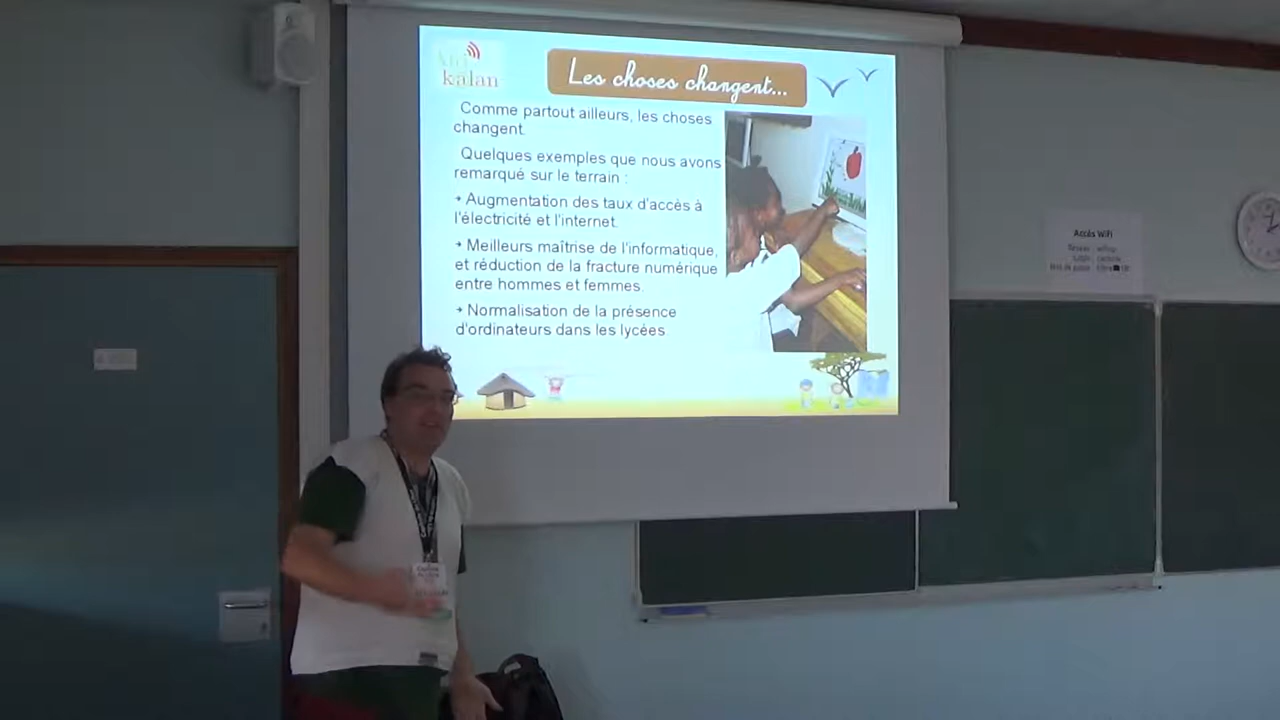 kalan
Les choses changent...
Comme partout ailleurs, les choses
changent.
Quelques exemples que nous avons
remarqué sur le terrain :
Augmentation des taux d'accès à
l'électricité et l'internet.
Meilleurs maîtrise de l'informatique,
et réduction de la fracture numérique
entre hommes et femmes.
Normalisation de la présence
d'ordinateurs dans les lycées.
Accès WiFi